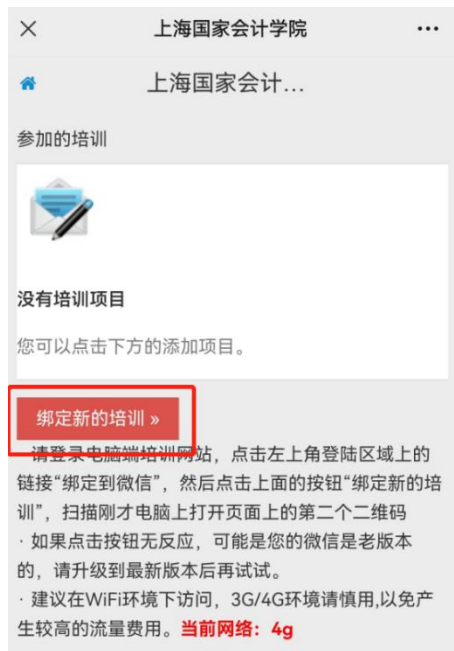 上海国家会计学院
上海国家会计...
参加的培训
没有培训项目
您可以点击下方的添加项目。
绑定新的培训 »
· 请登录电脑端培训网站，点击左上角登陆区域上的
链接“绑定到微信”，然后点击上面的按钮“绑定新的培
训”，扫描刚才电脑上打开页面上的第二个二维码
· 如果点击按钮无反应，可能是您的微信是老版本
的，请升级到最新版本后再试试。
· 建议在WiFi环境下访问，3G/4G环境请慎用,以免产
生较高的流量费用。当前网络：4g